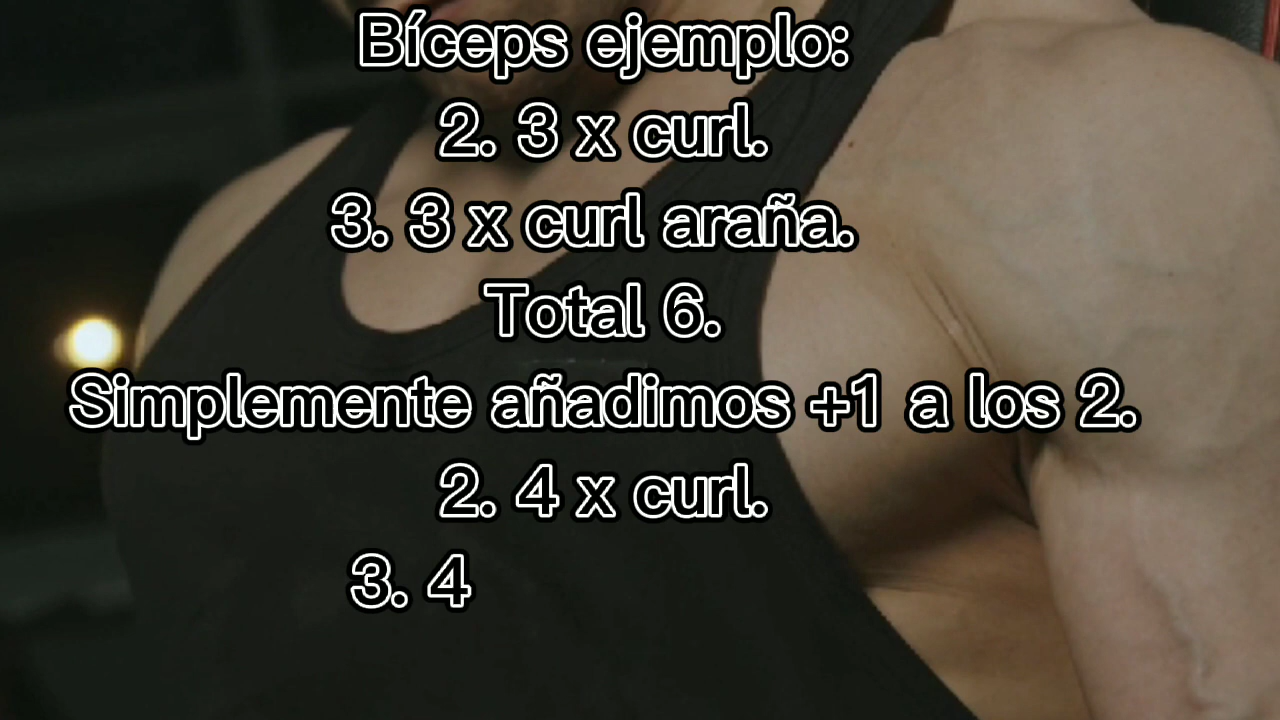 Bíceps ejemplo:
2. 3 x curl.
3. 3 x curl araña.
Total 6.
Simplemente añadimos +1 a los 2.
2. 4 x curl.
3. 4